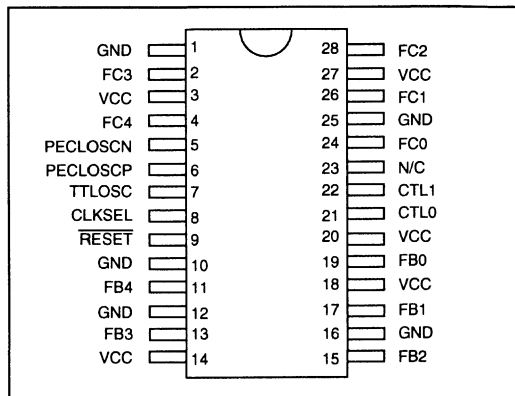 GND 1 28 FC2
FC3 2 27 VCC
VCC 3 26 FC1
FC4 4 25 GND
PECLOSCN 5 24 FC0
PECLOSCP 6 23 N/C
TTLOSC 7 22 CTL1
CLKSEL 8 21 CTL0
RESET 9 20 VCC
GND 10 19 FB0
FB4 11 18 VCC
GND 12 17 FB1
FB3 13 16 GND
VCC 14 15 FB2